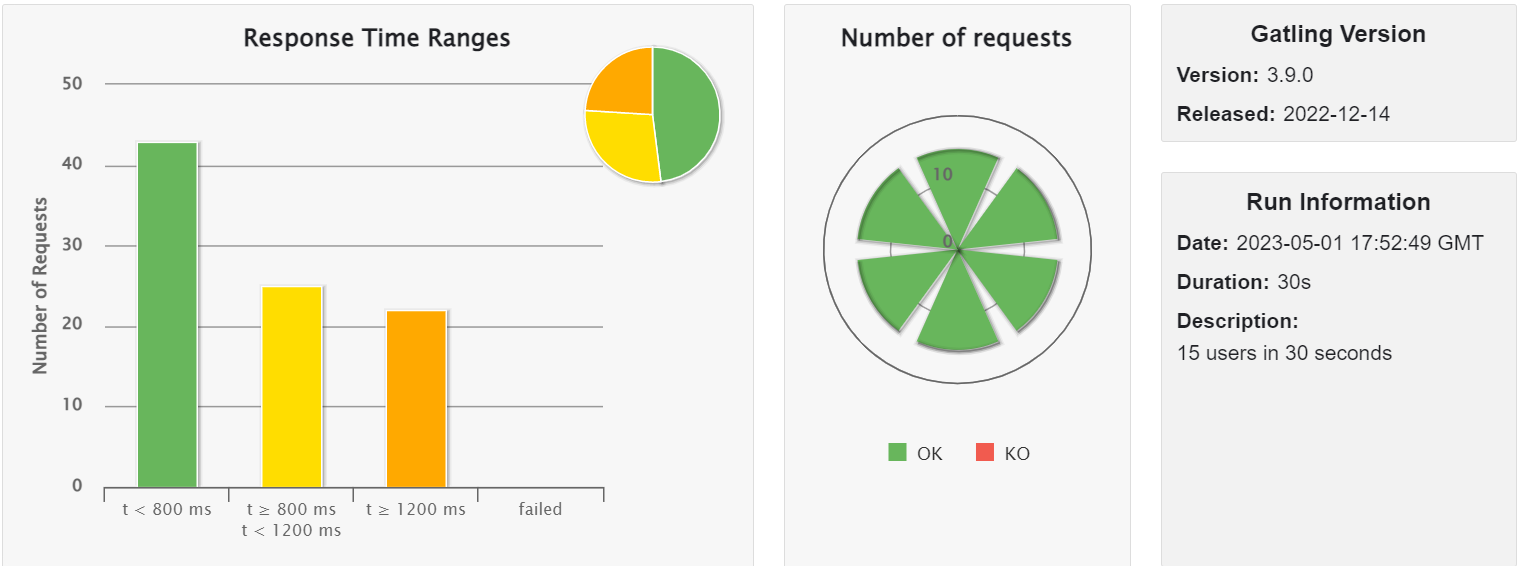 Response Time Ranges
50
40
30
20
10
0
Number of Requests
t < 800 ms
t ≥ 800 ms
t < 1200 ms
t ≥ 1200 ms
failed
Number of requests
10
0
OK
KO
Gatling Version
Version: 3.9.0
Released: 2022-12-14
Run Information
Date: 2023-05-01 17:52:49 GMT
Duration: 30s
Description:
15 users in 30 seconds